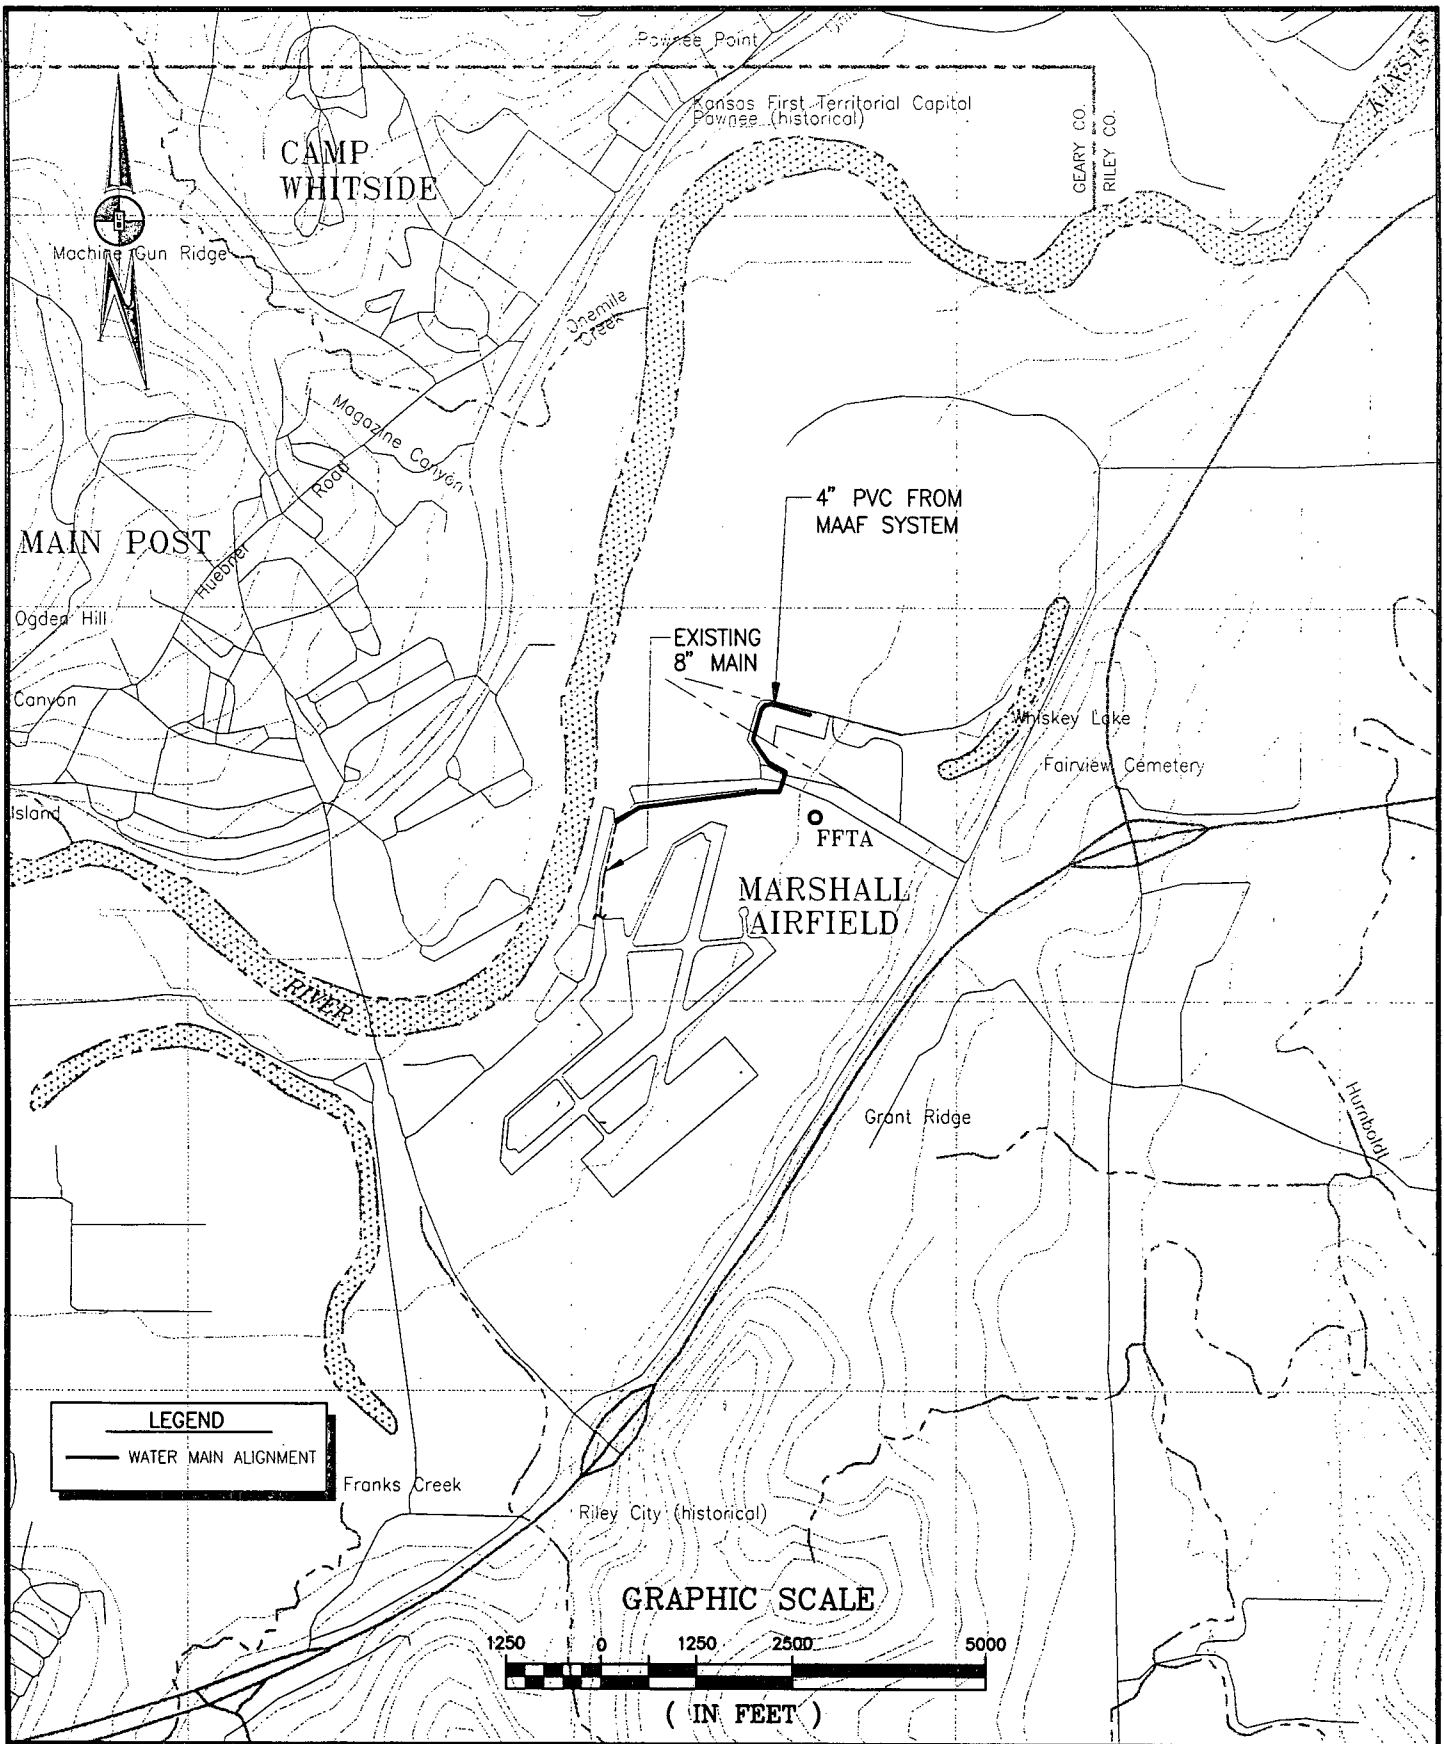 Pawnee Point
Kansas First Territorial Capital
Pawnee (historical)
GEARY CO.
RILEY CO.
CAMP
WHITSIDE
N
Machine Gun Ridge
Onemile
Creek
Magazine Canyon
Huebner Road
4" PVC FROM
MAAF SYSTEM
MAIN POST
Ogden Hill
EXISTING
8" MAIN
Canyon
Whiskey Lake
Fairview Cemetery
Island
FFTA
MARSHALL
AIRFIELD
RIVER
Grant Ridge
Humboldt
LEGEND
WATER MAIN ALIGNMENT
Franks Creek
Riley City (historical)
GRAPHIC SCALE
1250 0 1250 2500 5000
( IN FEET )